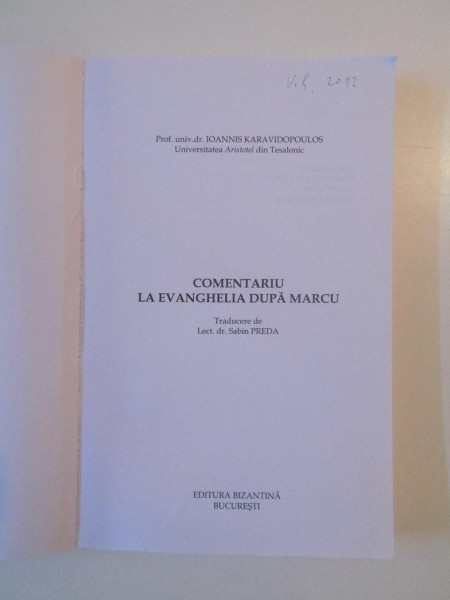 2012
Prof. univ.dr. IOANNIS KARAVIDOPOULOS
Universitatea Aristotel din Tesalonic
COMENTARIU
LA EVANGHELIA DUPĂ MARCU
Traducere de
Lect. dr. Sabin PREDA
EDITURA BIZANTINĂ
BUCUREŞTI